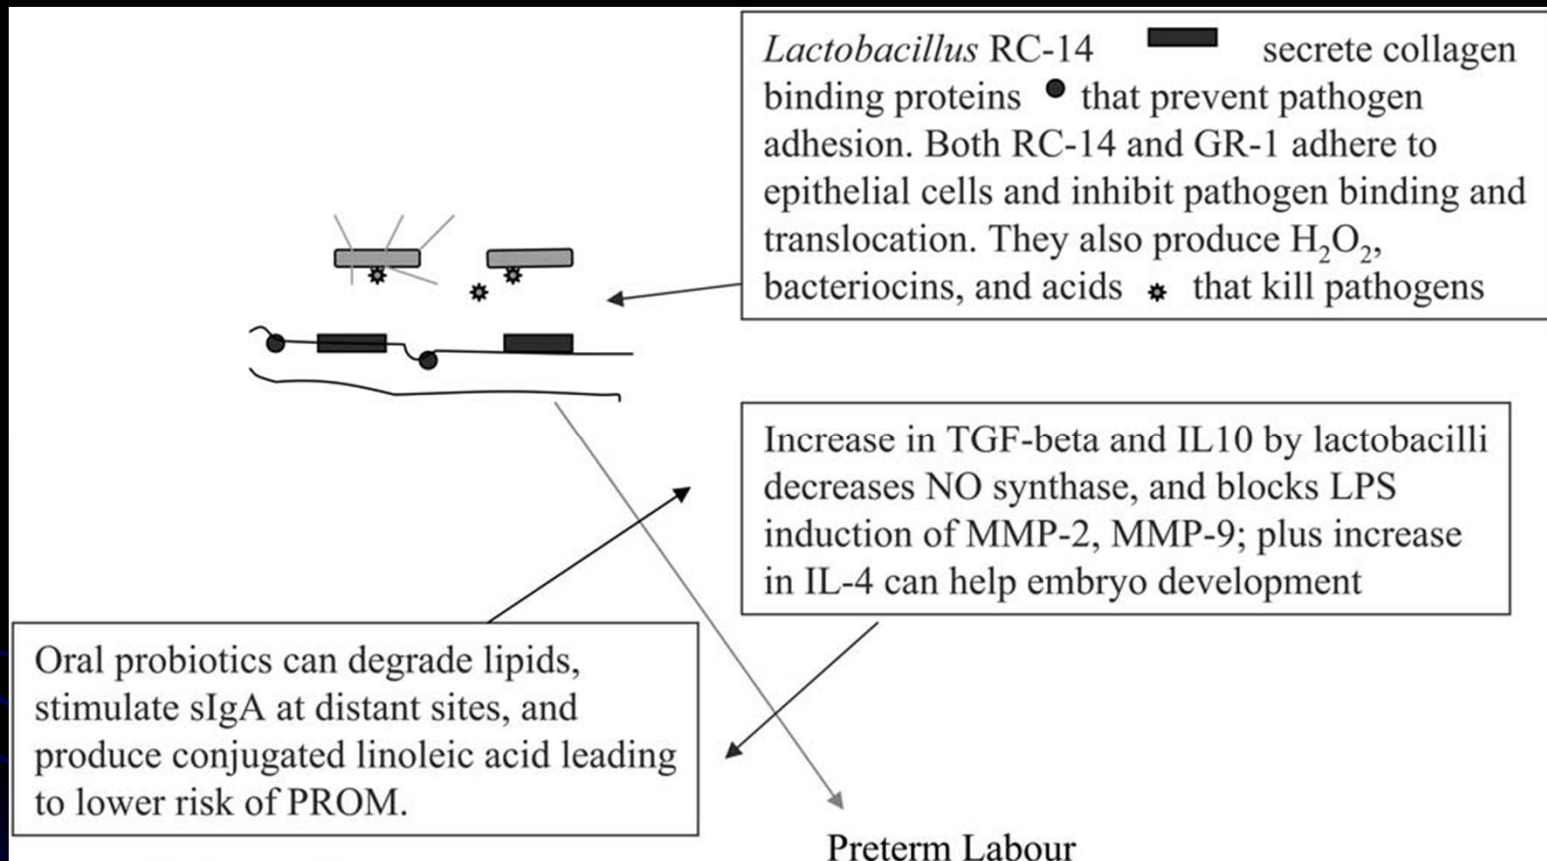 Lactobacillus RC-14 secrete collagen
binding proteins that prevent pathogen
adhesion. Both RC-14 and GR-1 adhere to
epithelial cells and inhibit pathogen binding and
translocation. They also produce H₂O₂,
bacteriocins, and acids that kill pathogens
Increase in TGF-beta and IL10 by lactobacilli
decreases NO synthase, and blocks LPS
induction of MMP-2, MMP-9; plus increase
in IL-4 can help embryo development
Oral probiotics can degrade lipids,
stimulate sIgA at distant sites, and
produce conjugated linoleic acid leading
to lower risk of PROM.
Preterm Labour